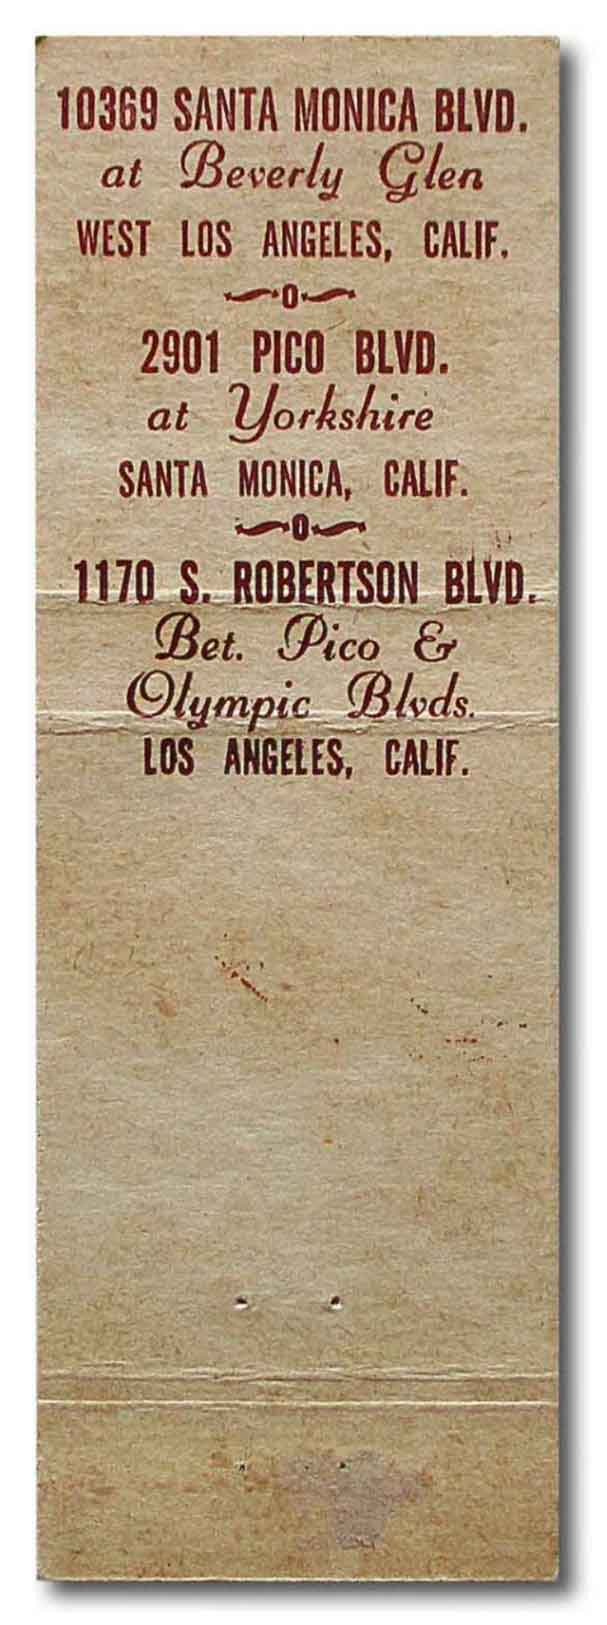 10369 SANTA MONICA BLVD.
at Beverly Glen
WEST LOS ANGELES, CALIF.
2901 PICO BLVD.
at Yorkshire
SANTA MONICA, CALIF.
1170 S. ROBERTSON BLVD.
Bet. Pico &
Olympic Blvds.
LOS ANGELES, CALIF.